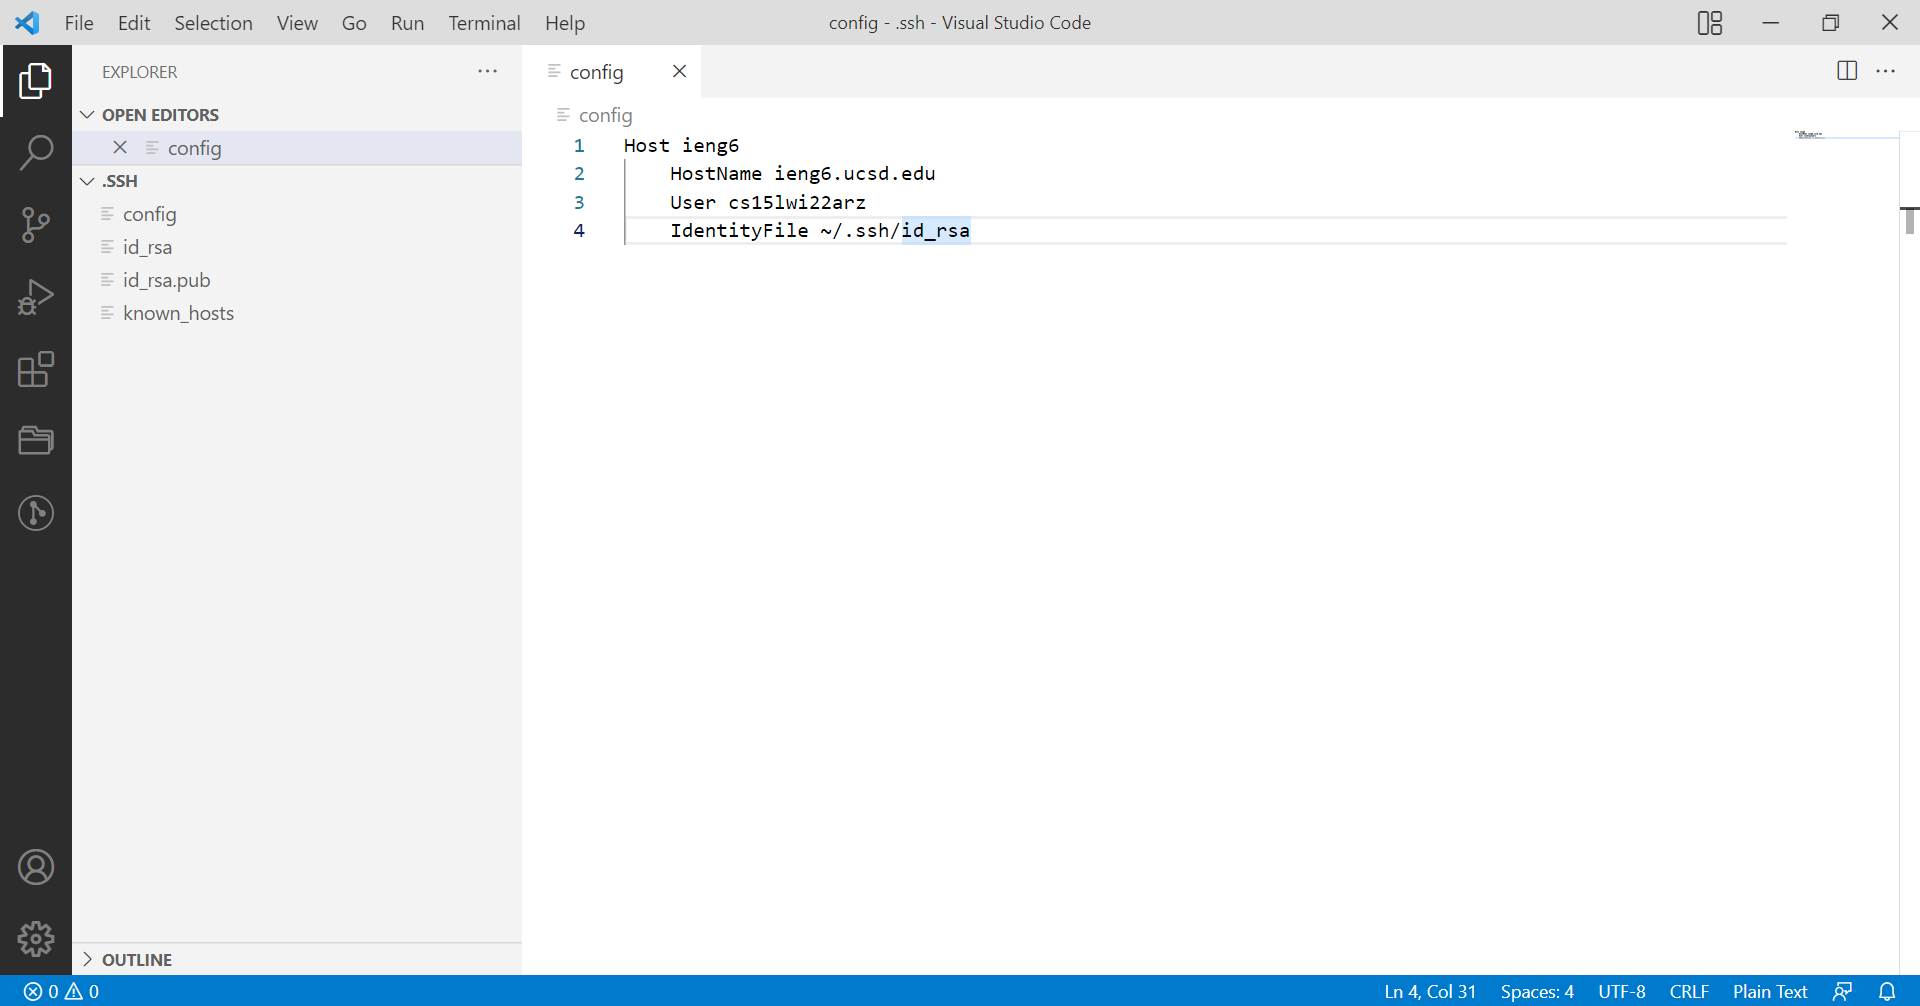 File Edit Selection View Go Run Terminal Help
config - .ssh - Visual Studio Code
EXPLORER
OPEN EDITORS
config
.SSH
config
id_rsa
id_rsa.pub
known_hosts
OUTLINE
config
config
1 Host ieng6
2 HostName ieng6.ucsd.edu
3 User cs15lwi22arz
4 IdentityFile ~/.ssh/id_rsa
0 0
Ln 4, Col 31 Spaces: 4 UTF-8 CRLF Plain Text